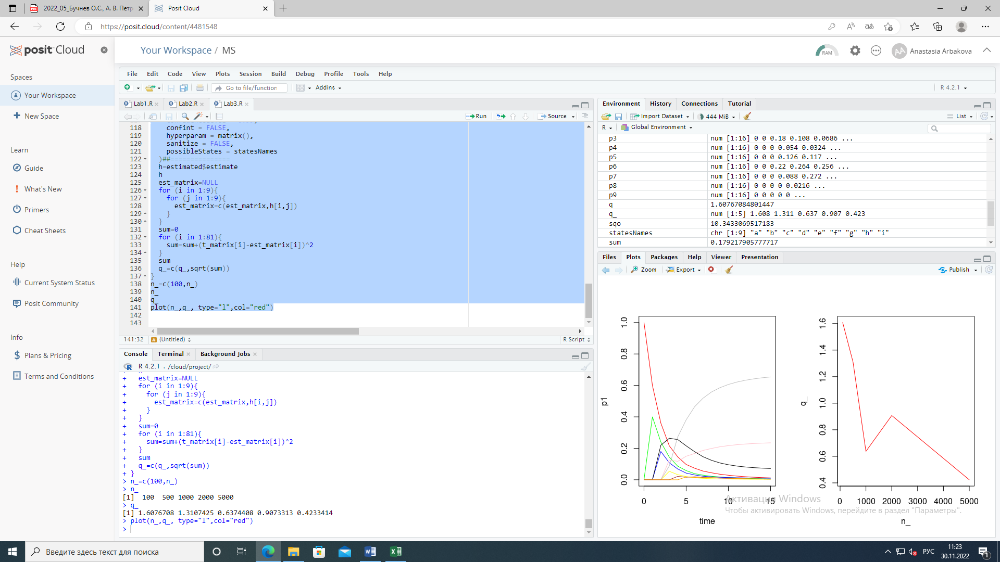 2022_05_Бучнев О.С., А. В. Петр
Posit Cloud
https://posit.cloud/content/4481548
posit Cloud
Your Workspace / MS
RAM
AA
Anastasia Arbakova
Spaces
Your Workspace
New Space
Learn
Guide
What's New
Primers
Cheat Sheets
Help
Current System Status
Posit Community
Info
Plans & Pricing
Terms and Conditions
File Edit Code View Plots Session Build Debug Profile Tools Help
Go to file/function
Addins
R 4.2.1
Lab1.R
Lab2.R
Lab3.R
Run
Source
118 confint = FALSE,
119 hyperparam = matrix(),
120 sanitize = FALSE,
121 possibleStates = statesNames
122 )##===============
123 h=estimated$estimate
124 h
125 est_matrix=NULL
126 for (i in 1:9){
127 for (j in 1:9){
128 est_matrix=c(est_matrix,h[i,j])
129 }
130 }
131 sum=0
132 for (i in 1:81){
133 sum=sum+(t_matrix[i]-est_matrix[i])^2
134 }
135 sum
136 q_=c(q_,sqrt(sum))
137 }
138 n_=c(100,n_)
139 n_
140 q_
141 plot(n_,q_, type="l",col="red")
142
143
141:32
(Untitled)
R Script
Console Terminal Background Jobs
R 4.2.1 . /cloud/project/
+ est_matrix=NULL
+ for (i in 1:9){
+ for (j in 1:9){
+ est_matrix=c(est_matrix,h[i,j])
+ }
+ }
+ sum=0
+ for (i in 1:81){
+ sum=sum+(t_matrix[i]-est_matrix[i])^2
+ }
+ sum
+ q_=c(q_,sqrt(sum))
+ }
> n_=c(100,n_)
> n_
[1] 100 500 1000 2000 5000
> q_
[1] 1.6076708 1.3107425 0.6374408 0.9073313 0.4233414
> plot(n_,q_, type="l",col="red")
>
Environment History Connections Tutorial
Import Dataset
444 MiB
List
R
Global Environment
p3 num [1:16] 0 0 0.18 0.108 0.0686 ...
p4 num [1:16] 0 0 0 0.054 0.0324 ...
p5 num [1:16] 0 0 0 0.126 0.117 ...
p6 num [1:16] 0 0 0.22 0.264 0.256 ...
p7 num [1:16] 0 0 0 0.088 0.272 ...
p8 num [1:16] 0 0 0 0 0.0216 ...
p9 num [1:16] 0 0 0 0 0 ...
q 1.60767084801447
q_ num [1:5] 1.608 1.311 0.637 0.907 0.423
sqo 10.3433069517183
statesNames chr [1:9] "a" "b" "c" "d" "e" "f" "g" "h" "i"
sum 0.179217905777717
Files Plots Packages Help Viewer Presentation
Zoom
Export
Publish
p1
0.0 0.2 0.4 0.6 0.8 1.0
0 5 10 15
time
q_
0.4 0.6 0.8 1.0 1.2 1.4 1.6
0 1000 2000 3000 4000 5000
n_
Активация Windows
Чтобы активировать Windows, перейдите в раздел "Параметры".
Введите здесь текст для поиска
РУС
11:23
30.11.2022
1